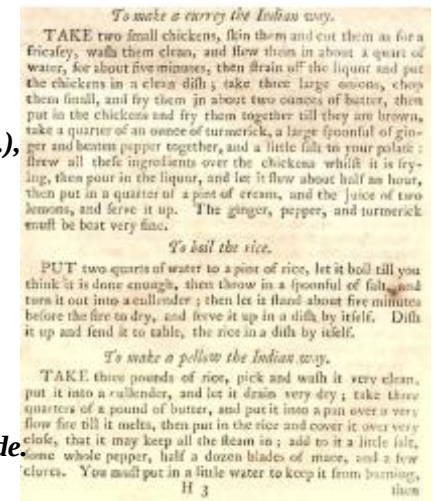 To make a currey the Indian way.
TAKE two ſmall chickens, ſkin them and cut them as for a
fricaſey, waſh them clean, and ſtew them in about a quart of
water, for about five minutes, then ſtrain off the liquor and put
the chickens in a clean diſh ; take three large onions, chop
them ſmall, and fry them in about two ounces of butter, then
put in the chickens and fry them together till they are brown,
take a quarter of an ounce of turmerick, a large ſpoonful of gin-
.),
ger and beaten pepper together, and a little ſalt to your palate ;
ſtrew all theſe ingredients over the chickens whilſt it is fry-
ing, then pour in the liquor, and let it ſtew about half an hour,
then put in a quarter of a pint of cream, and the juice of two
lemons, and ſerve it up. The ginger, pepper, and turmerick
muſt be beat very fine.
To boil the rice.
PUT two quarts of water to a pint of rice, let it boil till you
think it is done enough, then throw in a ſpoonful of ſalt, and
turn it out into a cullender ; then let it ſtand about five minutes
before the fire to dry, and ſerve it up in a diſh by itſelf. Diſh
it up and ſend it to table, the rice in a diſh by itſelf.
To make a pellow the Indian way.
TAKE three pounds of rice, pick and waſh it very clean,
put it into a cullender, and let it drain very dry ; take three
quarters of a pound of butter, and put it into a pan over a very
ſlow fire till it melts, then put in the rice and cover it over very
de.
cloſe, that it may keep all the ſteam in ; add to it a little ſalt,
ſome whole pepper, half a dozen blades of mace, and a few
cloves. You muſt put in a little water to keep it from burning,
H 3
then